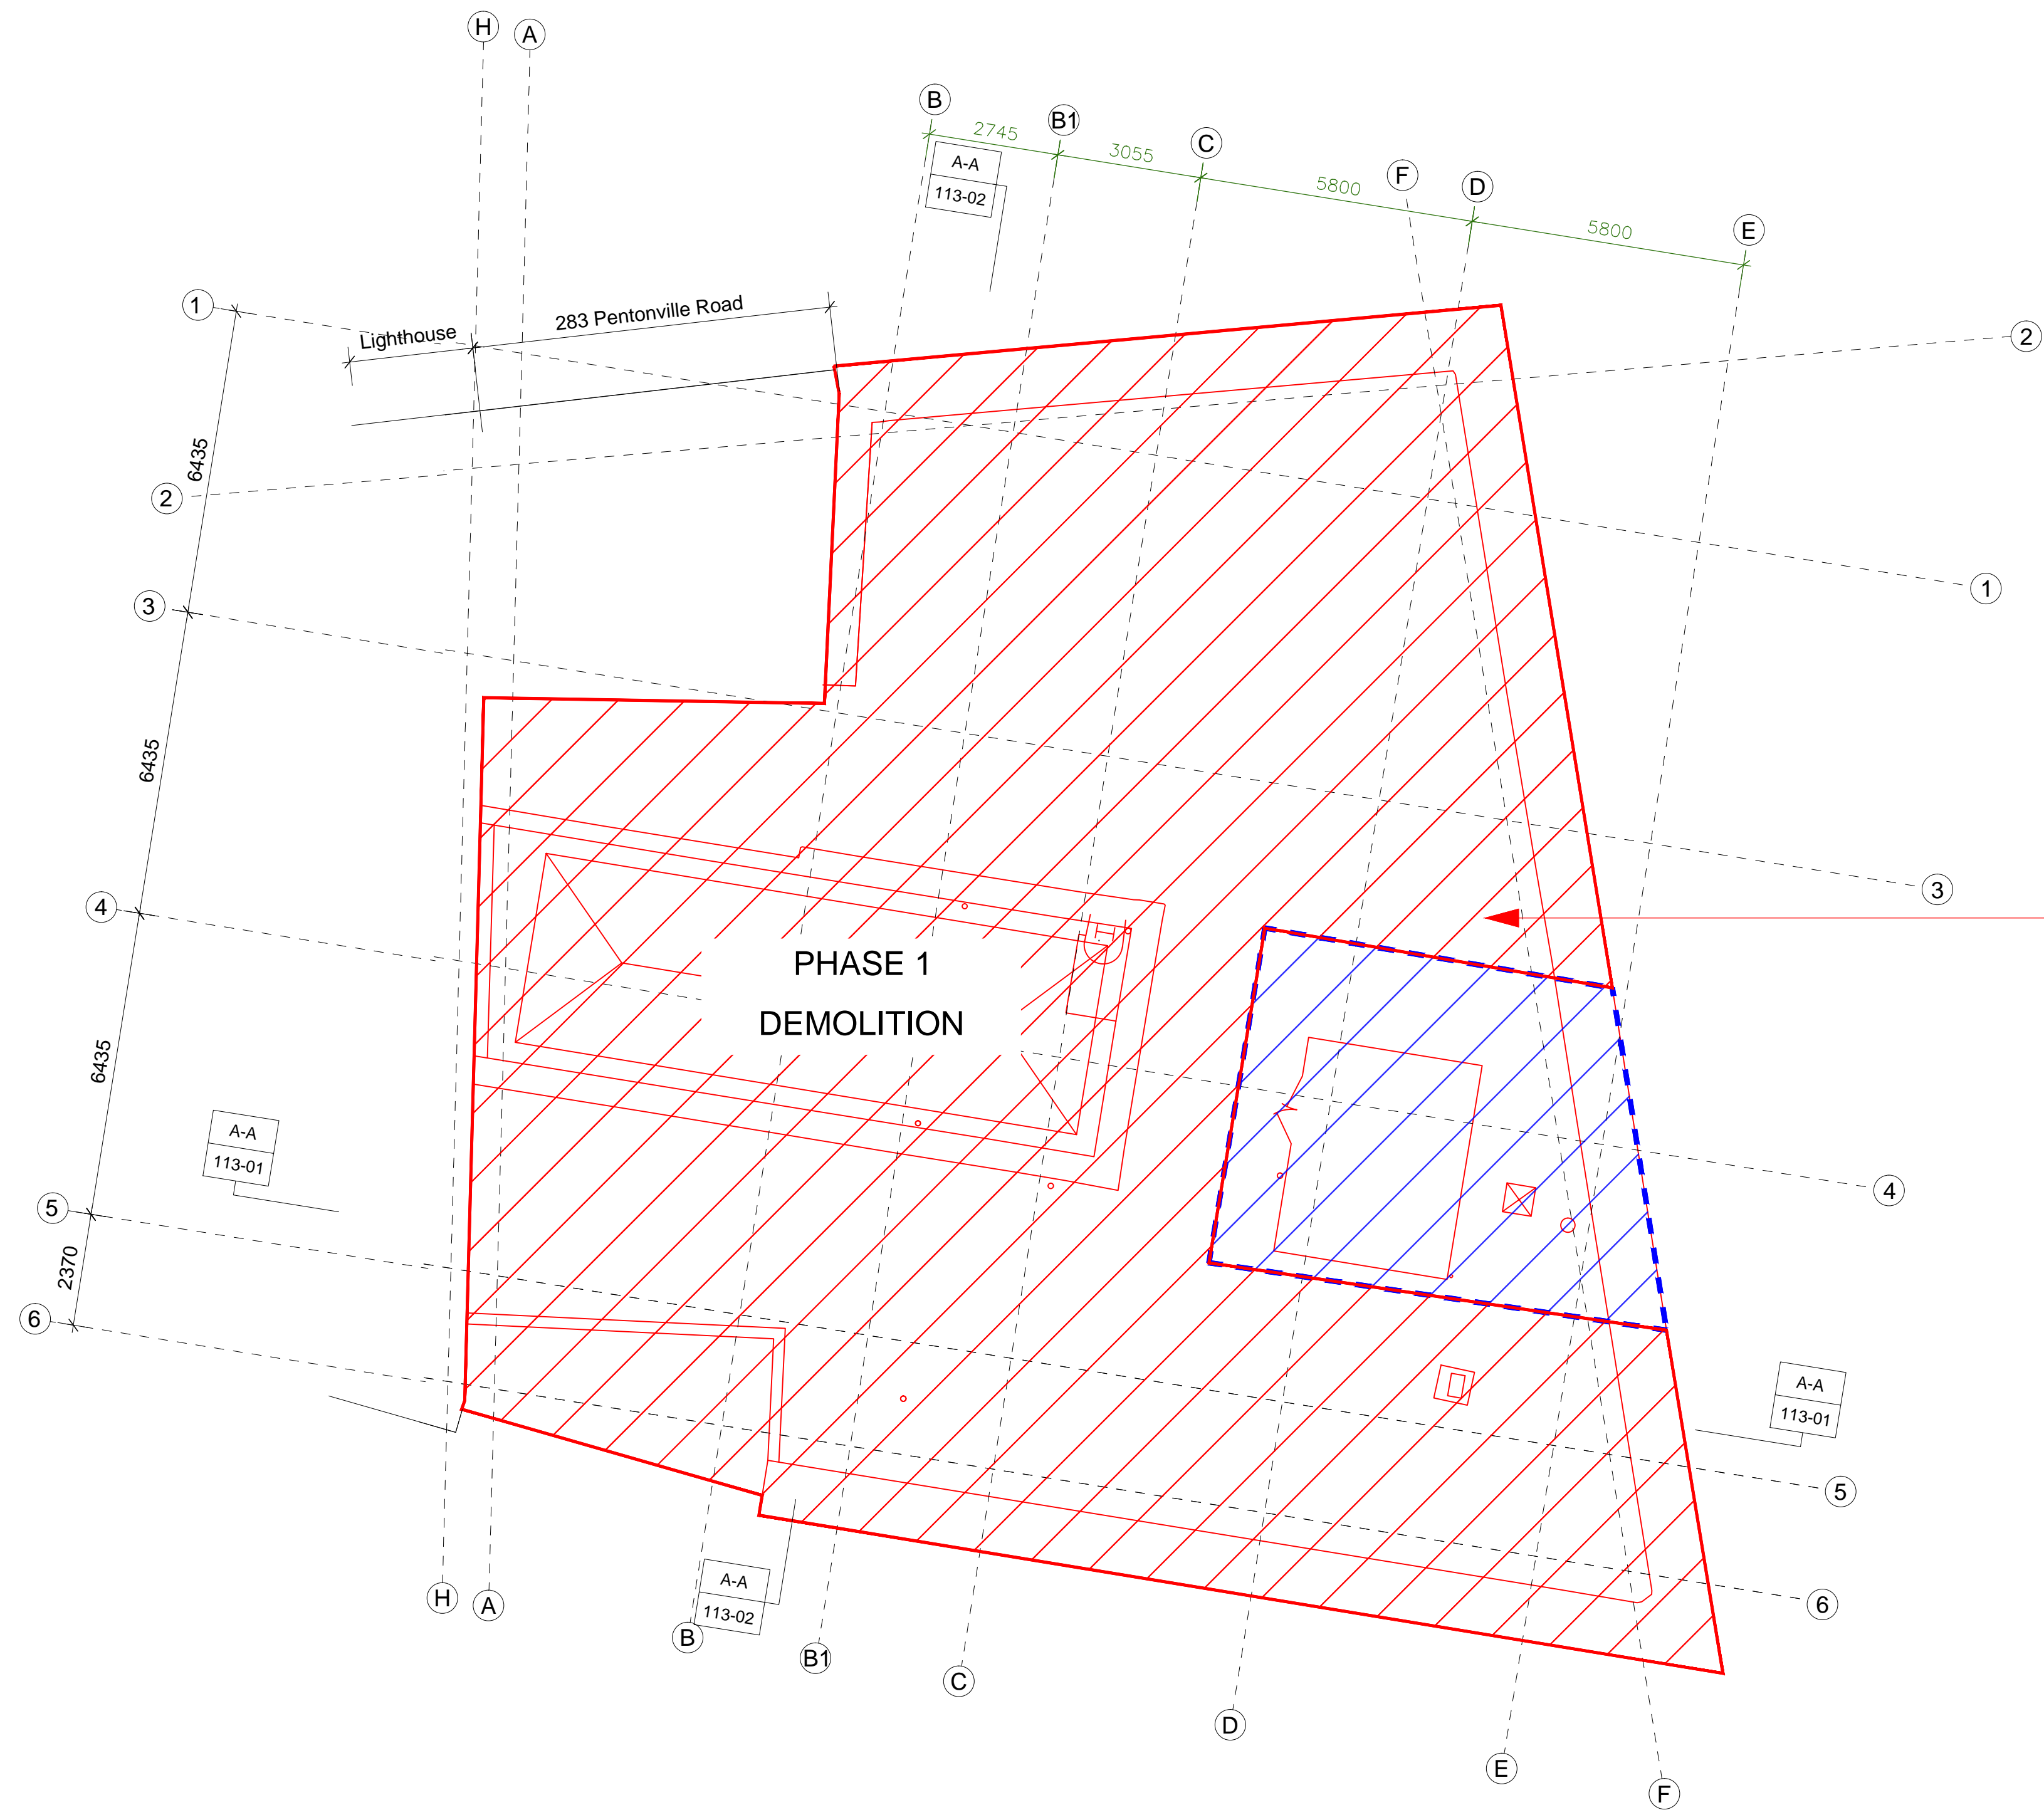 H
A
B
2745
B1
3055
C
5800
F
D
5800
E
A-A
113-02
1
Lighthouse
283 Pentonville Road
2
6435
2
1
3
6435
3
4
PHASE 1
DEMOLITION
6435
4
A-A
113-01
5
2370
6
A-A
113-01
5
6
A-A
113-02
H
A
B
B1
C
D
E
F